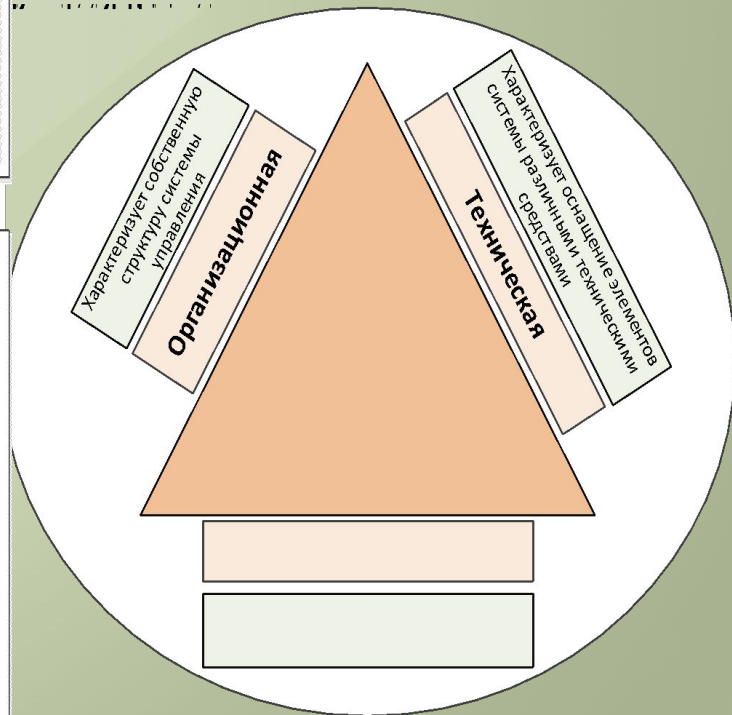 Характеризует собственную
структуру системы
управления
Организационная
Характеризует оснащение элементов
системы различными техническими
средствами
Техническая